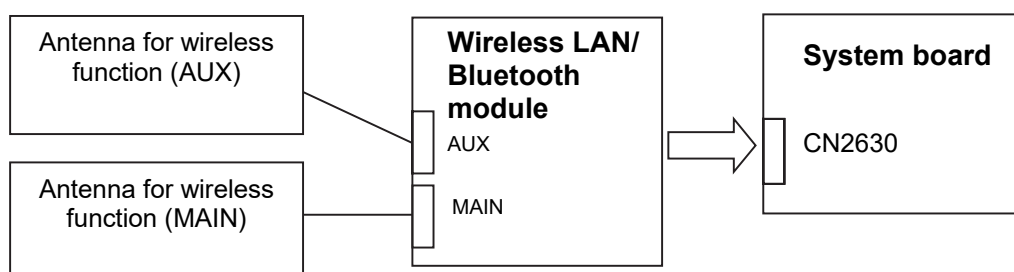 Antenna for wireless
function (AUX)
Antenna for wireless
function (MAIN)
Wireless LAN/
Bluetooth
module
AUX
MAIN
System board
CN2630